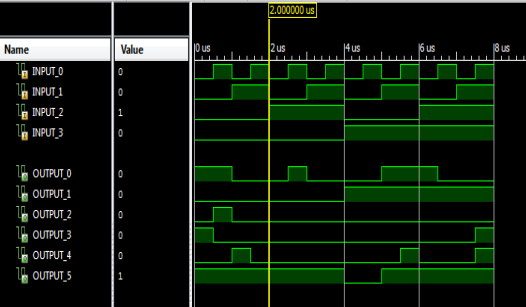 2.000000 us
Name Value 0 us 2 us 4 us 6 us 8 us
INPUT_0 0
INPUT_1 0
INPUT_2 1
INPUT_3 0
OUTPUT_0 0
OUTPUT_1 0
OUTPUT_2 0
OUTPUT_3 0
OUTPUT_4 0
OUTPUT_5 1